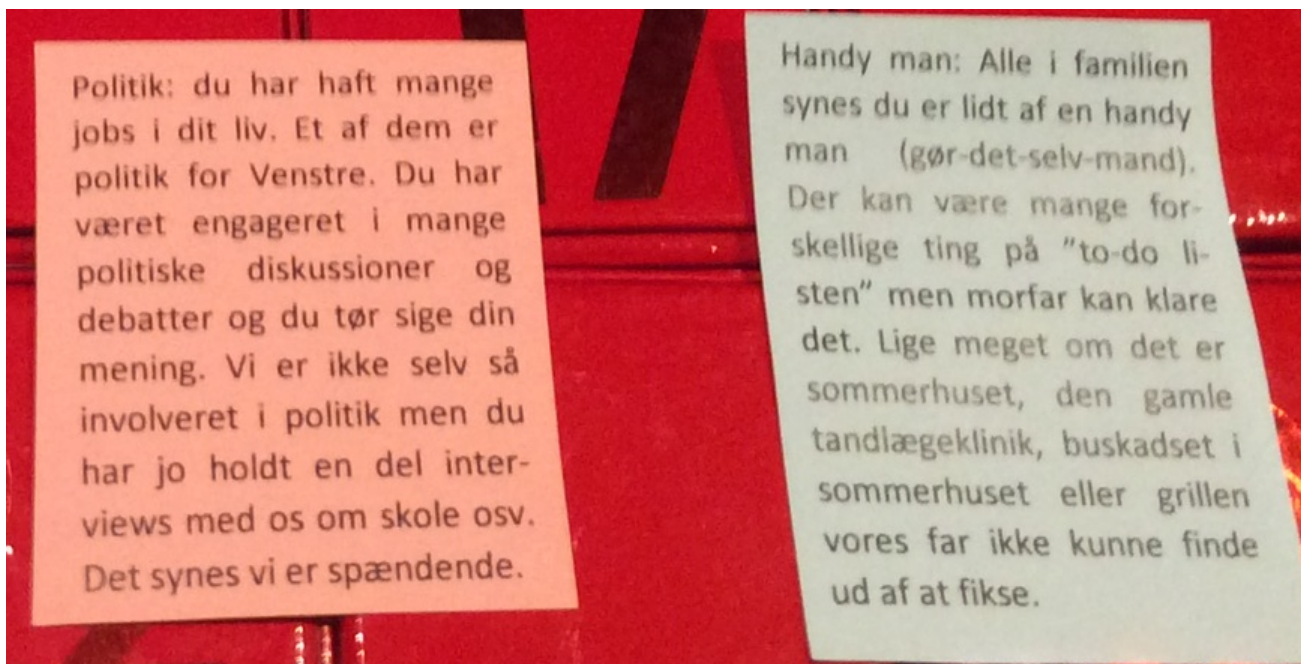 Politik: du har haft mange
jobs i dit liv. Et af dem er
politik for Venstre. Du har
været engageret i mange
politiske diskussioner og
debatter og du tør sige din
mening. Vi er ikke selv så
involveret i politik men du
har jo holdt en del inter-
views med os om skole osv.
Det synes vi er spændende.
Handy man: Alle i familien
synes du er lidt af en handy
man (gør-det-selv-mand).
Der kan være mange for-
skellige ting på ”to-do li-
sten” men morfar kan klare
det. Lige meget om det er
sommerhuset, den gamle
tandlægeklinik, buskadset i
sommerhuset eller grillen
vores far ikke kunne finde
ud af at fikse.